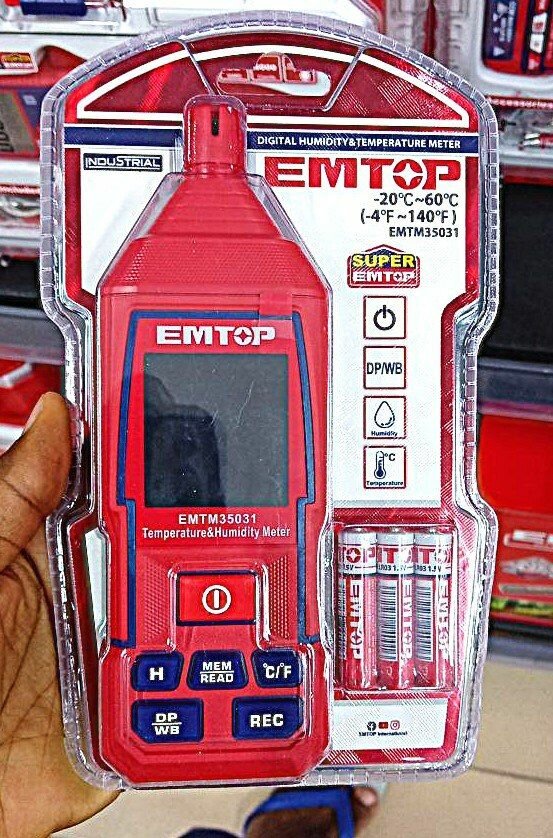 DIGITAL HUMIDITY&TEMPERATURE METER
INDUSTRIAL
EMTOP
-20°C~60°C
(-4°F~140°F)
EMTM35031
SUPER
EMTOP
DP/WB
Humidity
°C
Temperature
EMTOP
EMTM35031
Temperature&Humidity Meter
H
MEM
READ
°C/°F
DP
WB
REC
EMTOP
EMTOP
EMTOP
EMTOP International